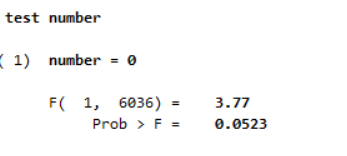 test number
( 1) number = 0
F( 1, 6036) = 3.77
Prob > F = 0.0523